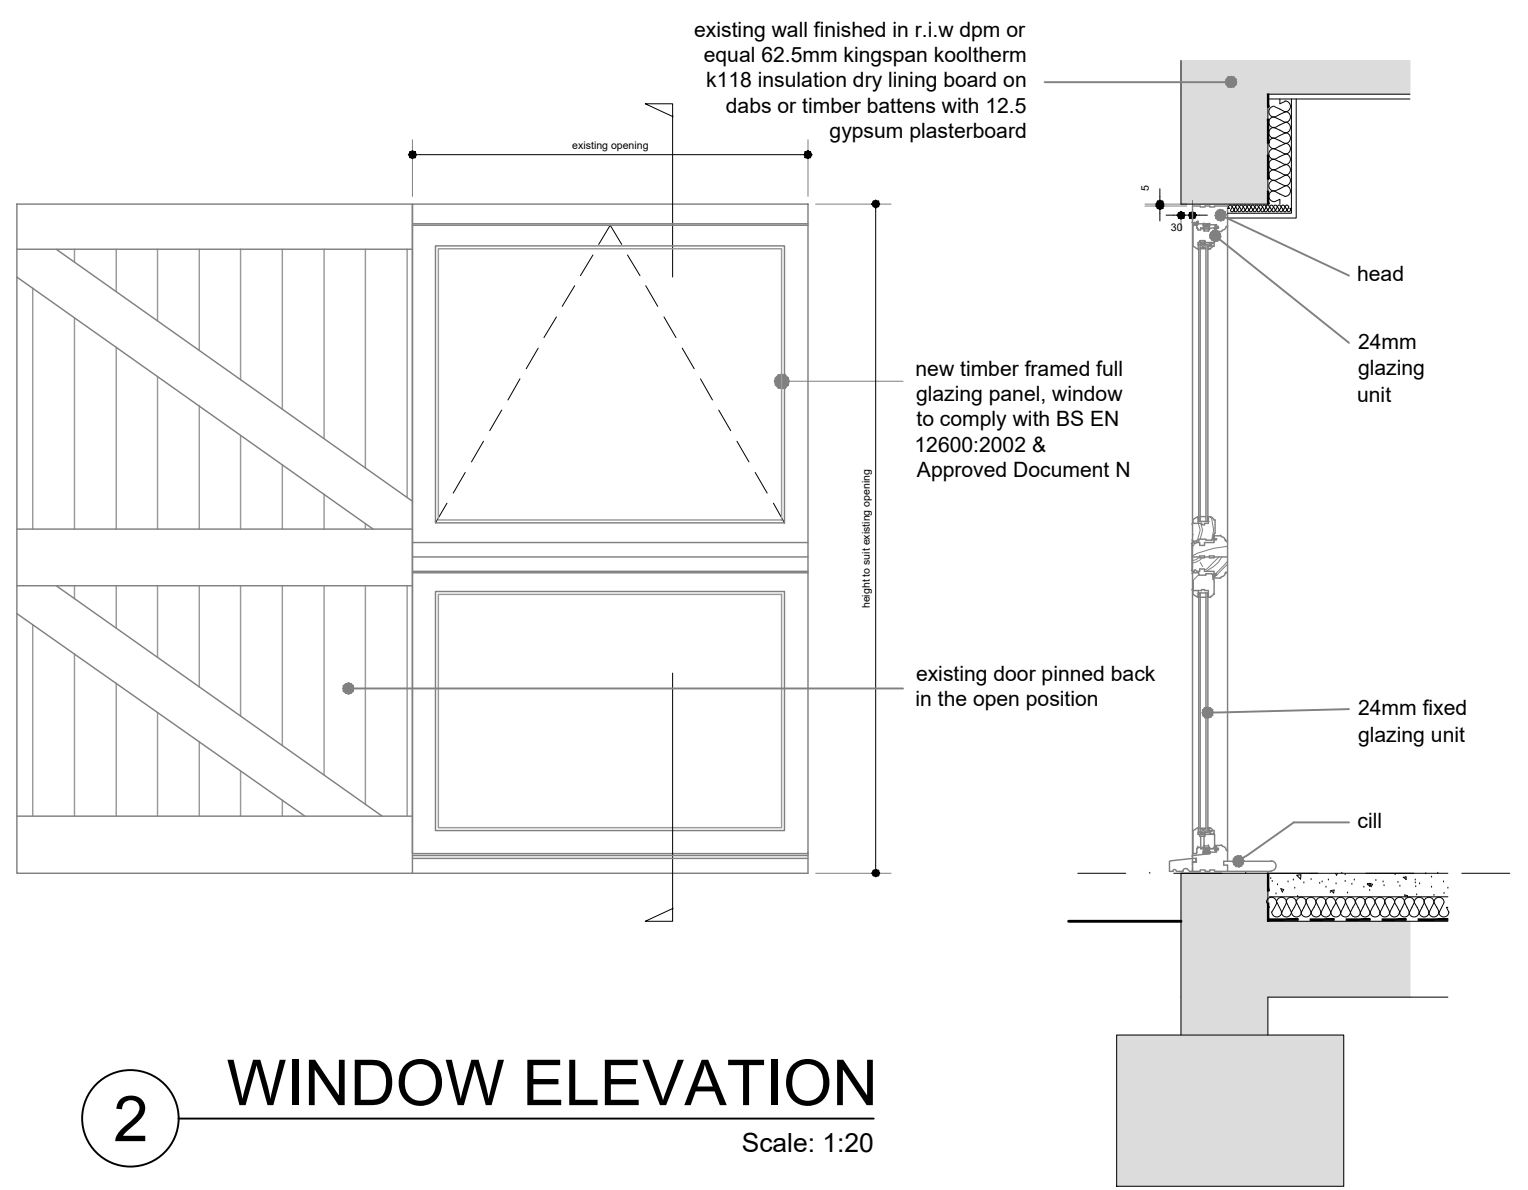 existing wall finished in r.i.w dpm or
equal 62.5mm kingspan kooltherm
k118 insulation dry lining board on
dabs or timber battens with 12.5
gypsum plasterboard
existing opening
5
30
head
24mm
glazing
unit
new timber framed full
glazing panel, window
to comply with BS EN
12600:2002 &
Approved Document N
height to suit existing opening
existing door pinned back
in the open position
24mm fixed
glazing unit
cill
2
WINDOW ELEVATION
Scale: 1:20